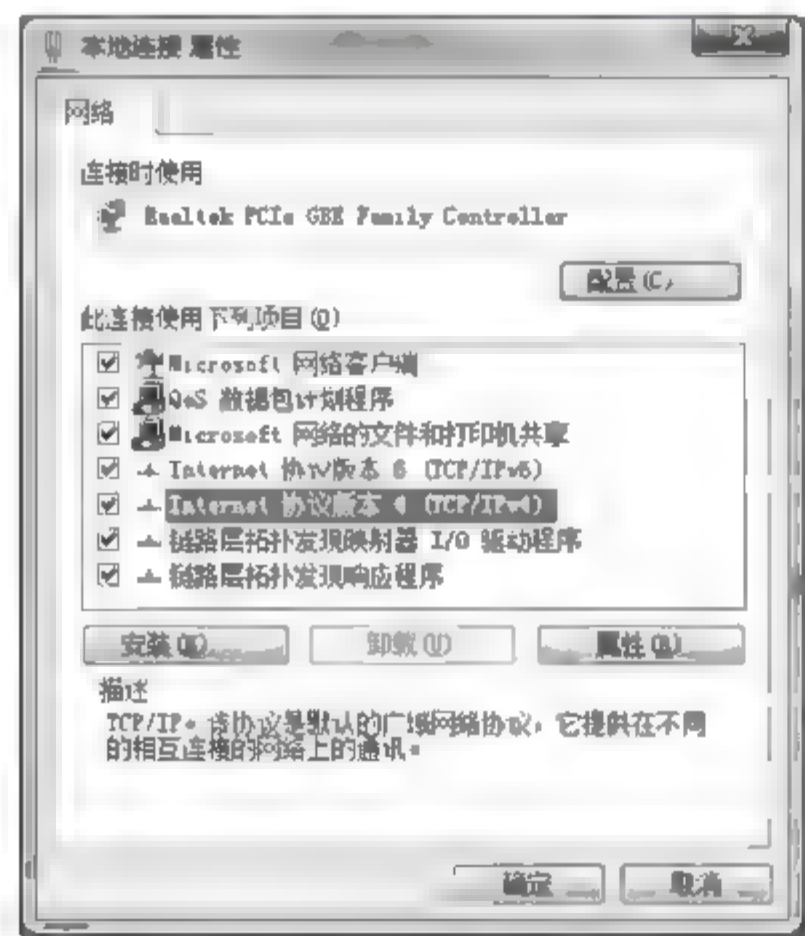 本地连接 属性
网络
连接时使用
Realtek PCIe GBE Family Controller
配置(C)
此连接使用下列项目(O)
Microsoft 网络客户端
QoS 数据包计划程序
Microsoft 网络的文件和打印机共享
Internet 协议版本 6 (TCP/IPv6)
Internet 协议版本 4 (TCP/IPv4)
链路层拓扑发现映射器 I/O 驱动程序
链路层拓扑发现响应程序
安装(N)
卸载(U)
属性(R)
描述
TCP/IP。该协议是默认的广域网络协议，它提供在不同
的相互连接的网络上的通讯。
确定
取消